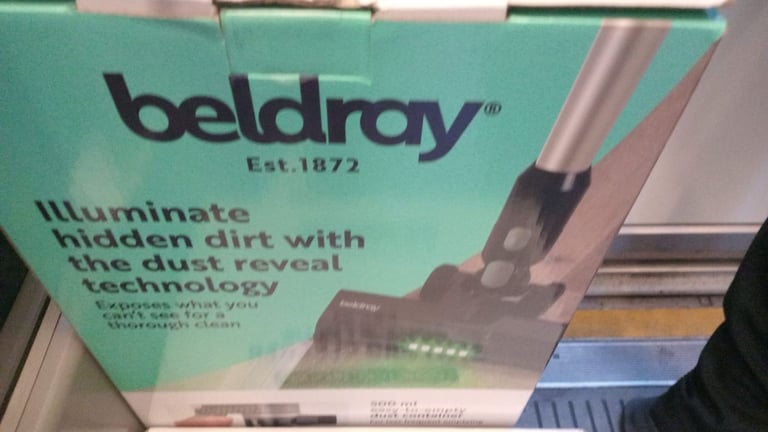 beldray®
Est.1872
Illuminate
hidden dirt with
the dust reveal
technology
Exposes what you
can't see for a
thorough clean
beldray
500 ml
easy-to-empty
dust container